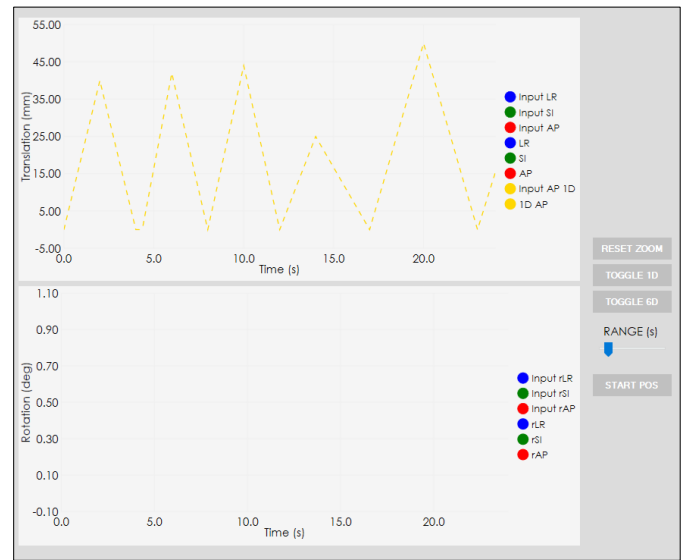 55.00
45.00
35.00
25.00
15.00
5.00
-5.00
Translation (mm)
0.0 5.0 10.0 15.0 20.0
Time (s)
Input LR
Input SI
Input AP
LR
SI
AP
Input AP 1D
1D AP
1.10
0.90
0.70
0.50
0.30
0.10
-0.10
Rotation (deg)
0.0 5.0 10.0 15.0 20.0
Time (s)
Input rLR
Input rSI
Input rAP
rLR
rSI
rAP
RESET ZOOM
TOGGLE 1D
TOGGLE 6D
RANGE (s)
START POS